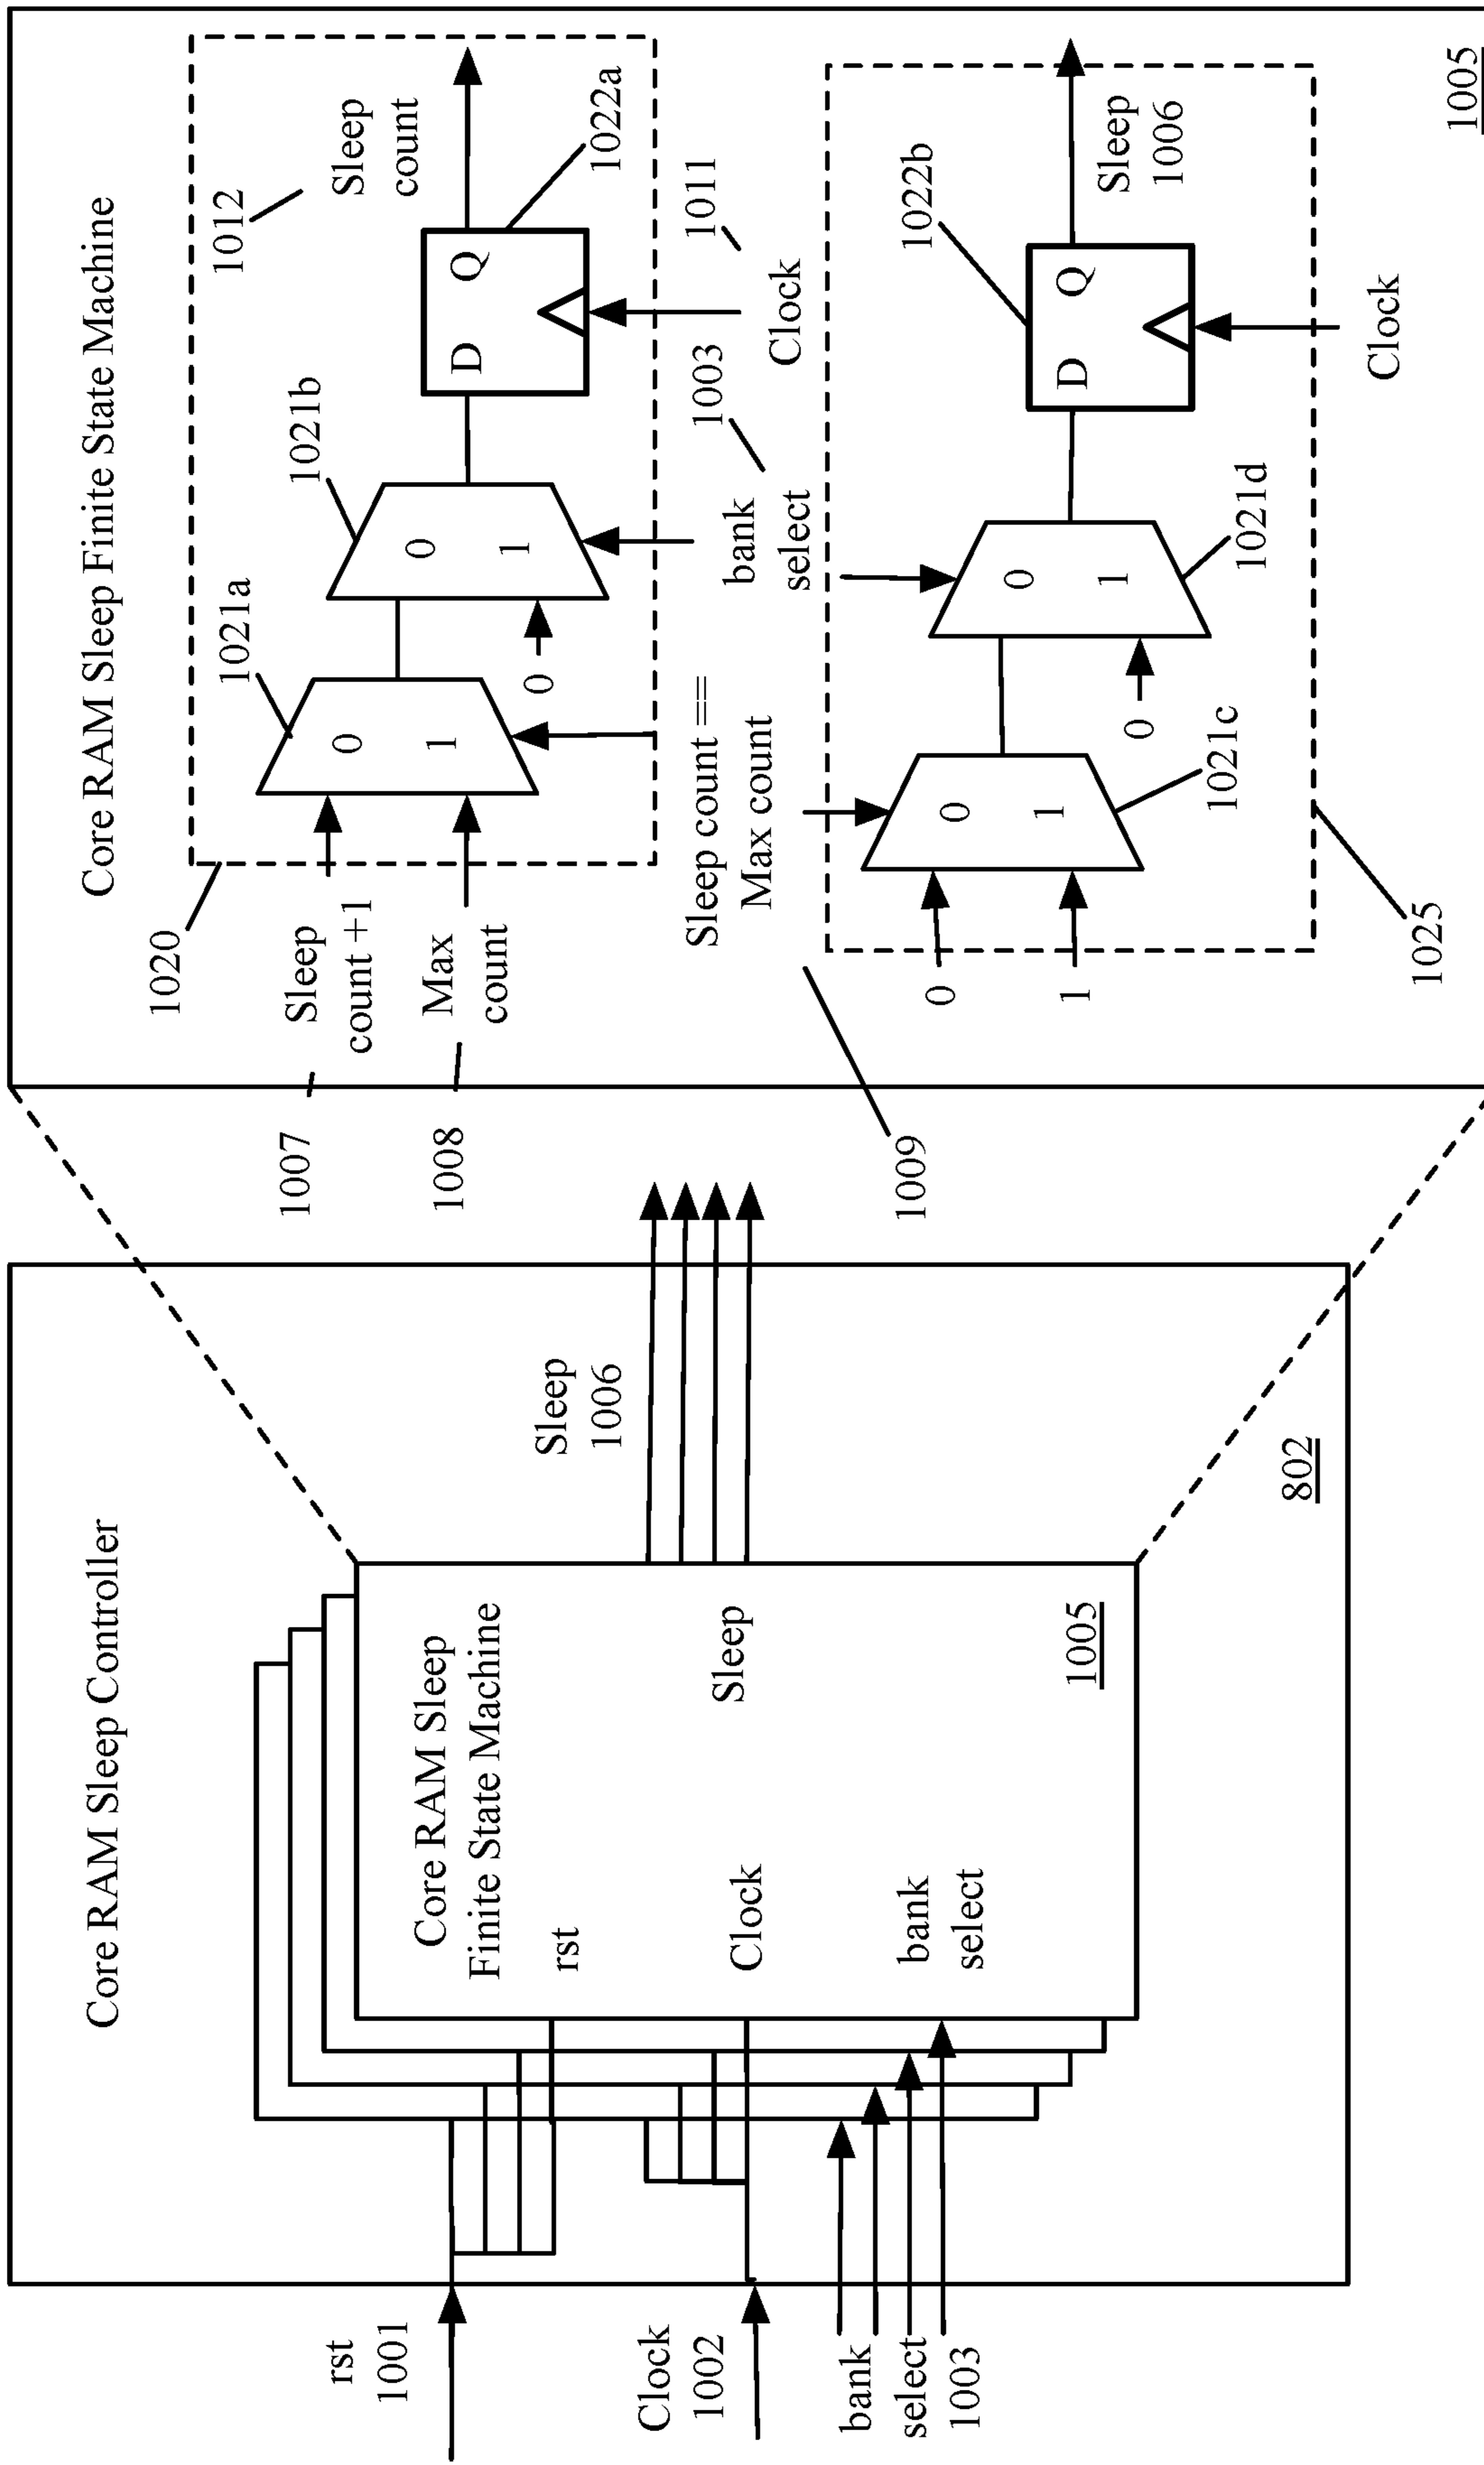 Core RAM Sleep Controller
rst
1001
Clock
1002
bank
select
1003
Core RAM Sleep
Finite State Machine
rst
Clock
bank
select
Sleep
1005
Sleep
1006
802
Core RAM Sleep Finite State Machine
1020
1007
Sleep
count +1
1008
Max
count
1021a
0
1
0
1021b
0
1
1012
Sleep
count
D Q
1022a
1011
Clock
1003
bank
select
Sleep count ==
Max count
1009
0
1
0
1
1021c
0
0
1
1021d
1022b
D Q
Clock
Sleep
1006
1025
1005